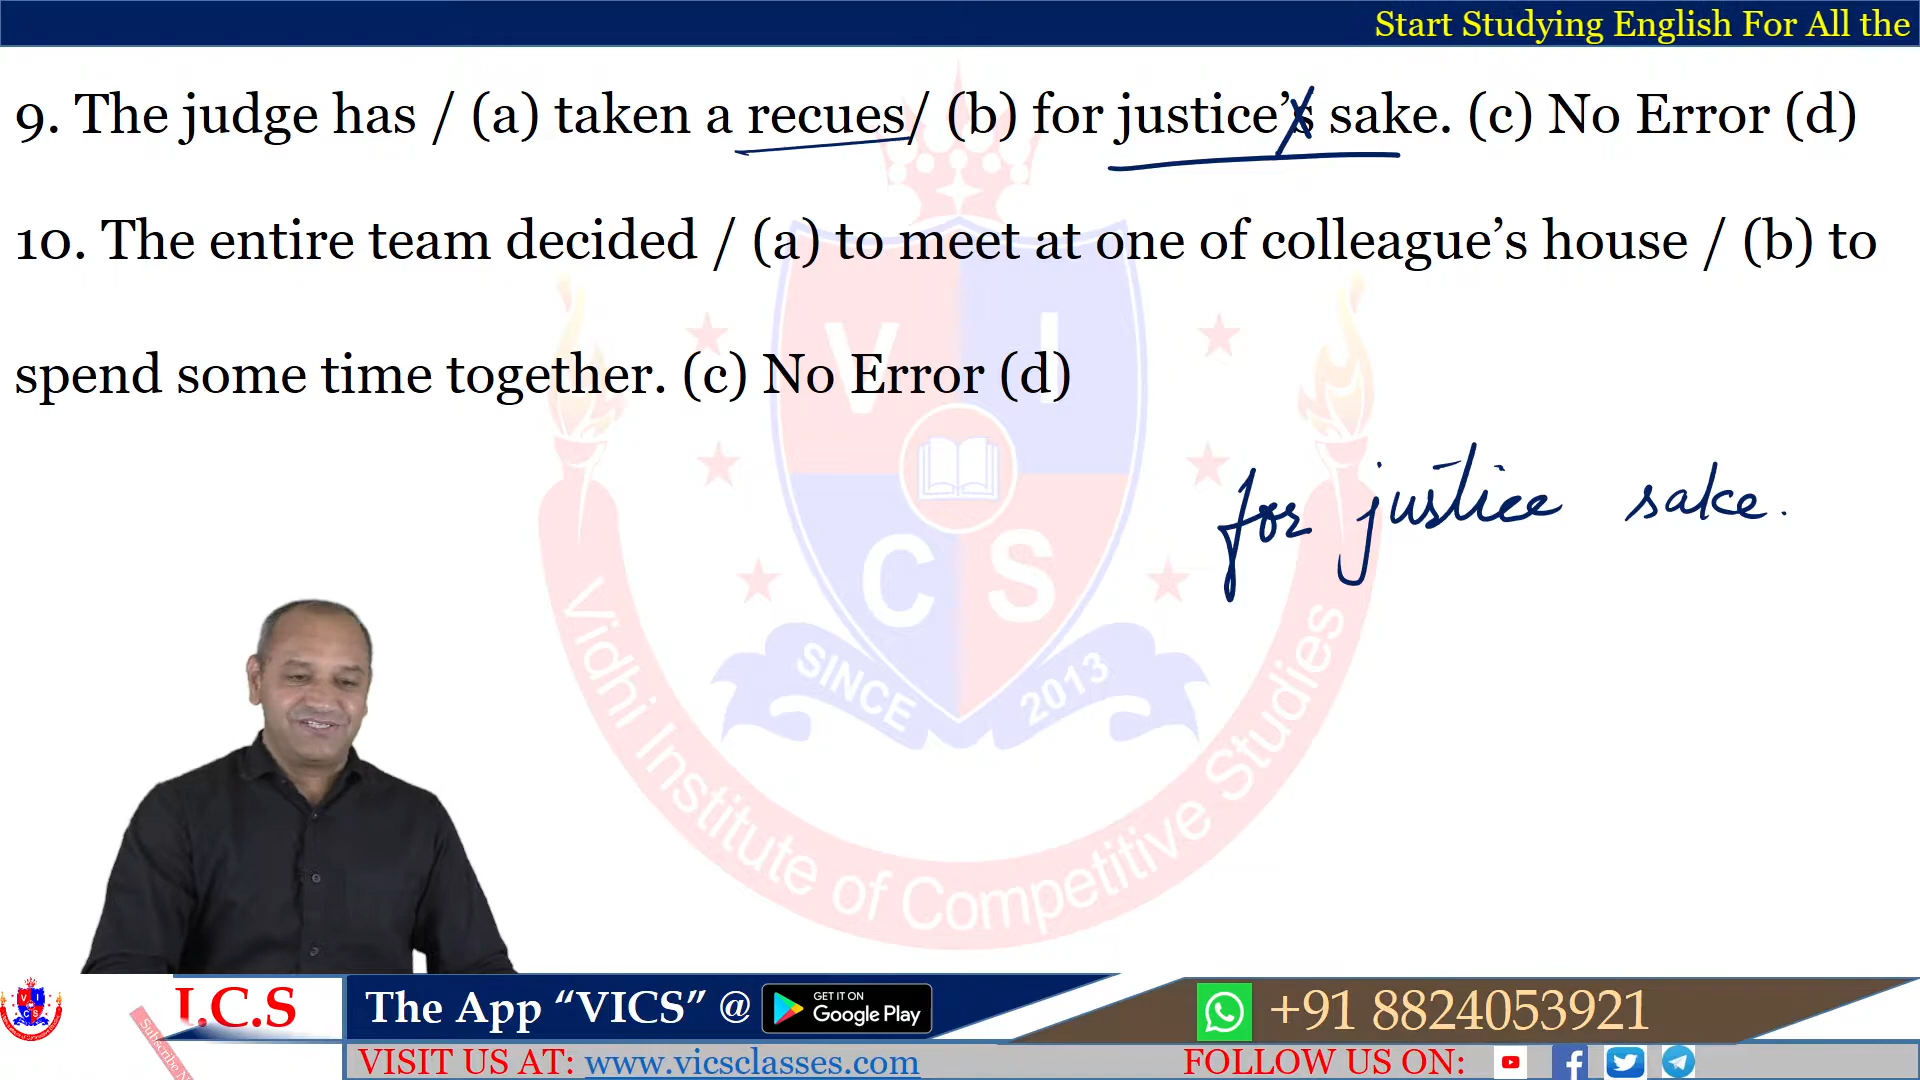 Start Studying English For All the
9. The judge has / (a) taken a recues/ (b) for justice’s sake. (c) No Error (d)
10. The entire team decided / (a) to meet at one of colleague’s house / (b) to
spend some time together. (c) No Error (d)
for justice sake.
V I
C S
SINCE 2013
Vidhi Institute of Competitive Studies
I.C.S
Subscribe N
The App “VICS” @
GET IT ON
Google Play
+91 8824053921
VISIT US AT: www.vicsclasses.com
FOLLOW US ON: